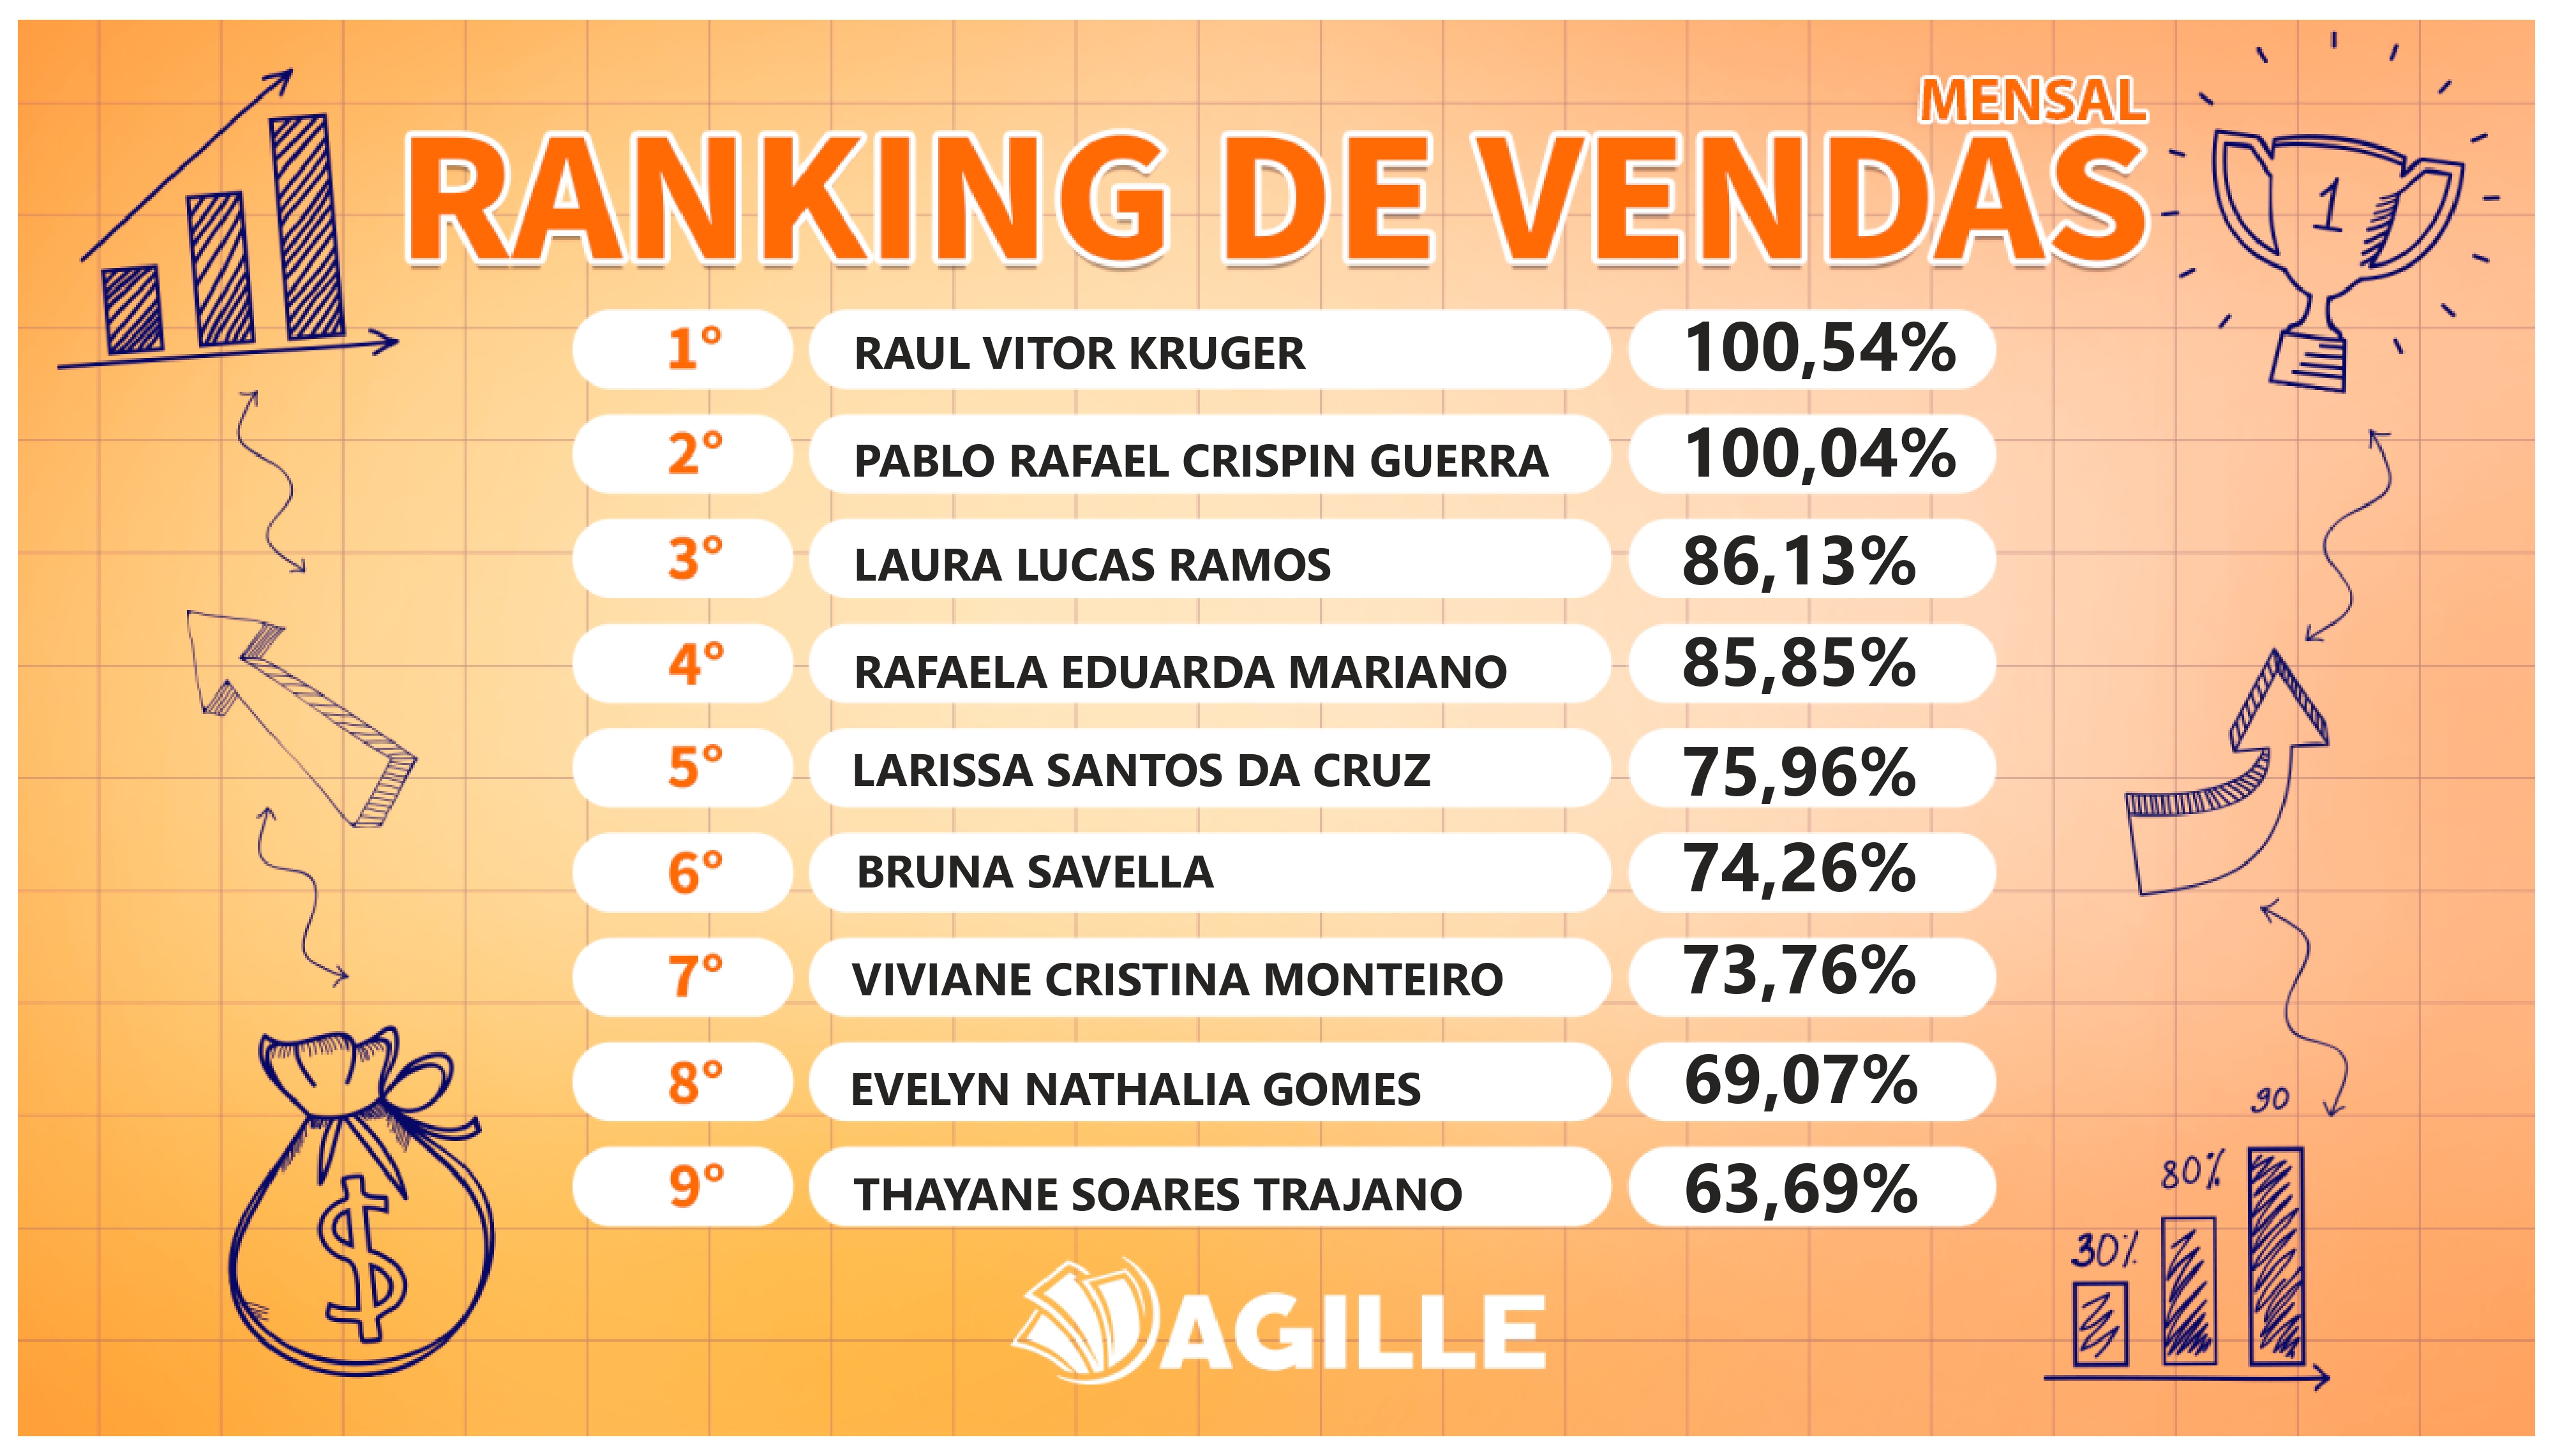 MENSAL
RANKING DE VENDAS
1
1° RAUL VITOR KRUGER 100,54%
2° PABLO RAFAEL CRISPIN GUERRA 100,04%
3° LAURA LUCAS RAMOS 86,13%
4° RAFAELA EDUARDA MARIANO 85,85%
5° LARISSA SANTOS DA CRUZ 75,96%
6° BRUNA SAVELLA 74,26%
7° VIVIANE CRISTINA MONTEIRO 73,76%
8° EVELYN NATHALIA GOMES 69,07%
9° THAYANE SOARES TRAJANO 63,69%
$
90
80%
30%
AGILLE